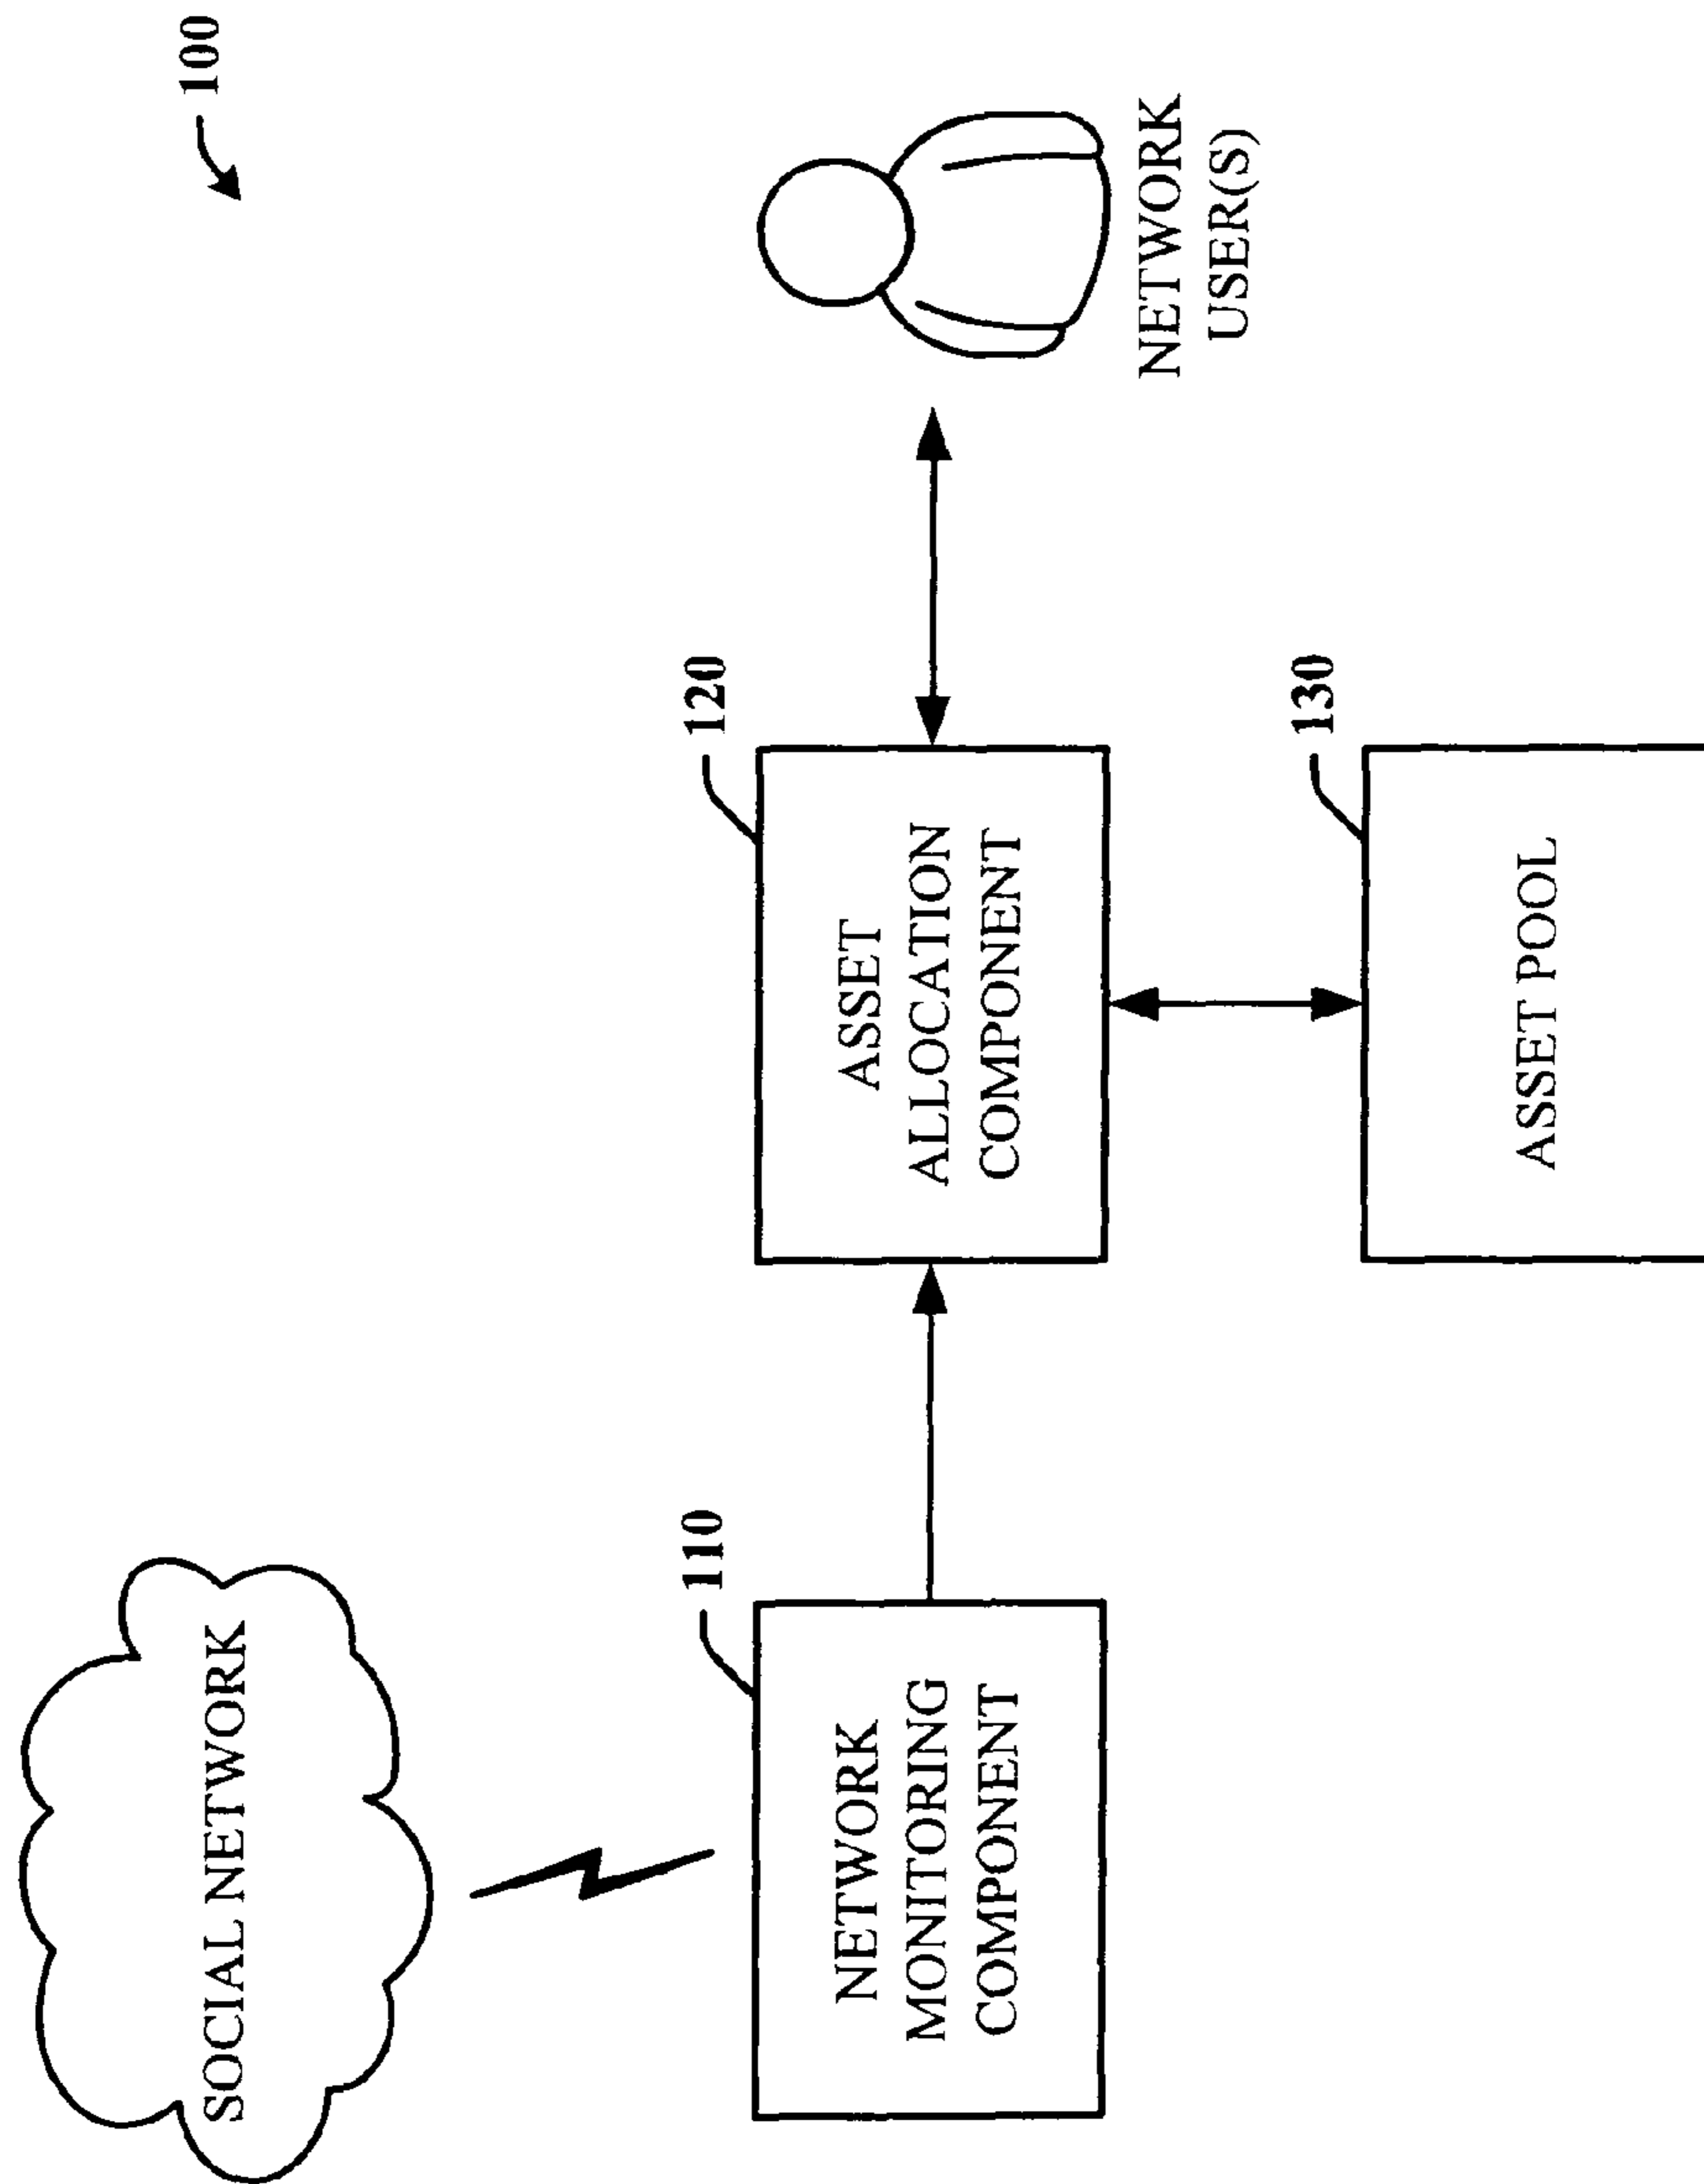 100
SOCIAL NETWORK
110
NETWORK
MONITORING
COMPONENT
120
ASSET
ALLOCATION
COMPONENT
NETWORK
USER(S)
130
ASSET POOL